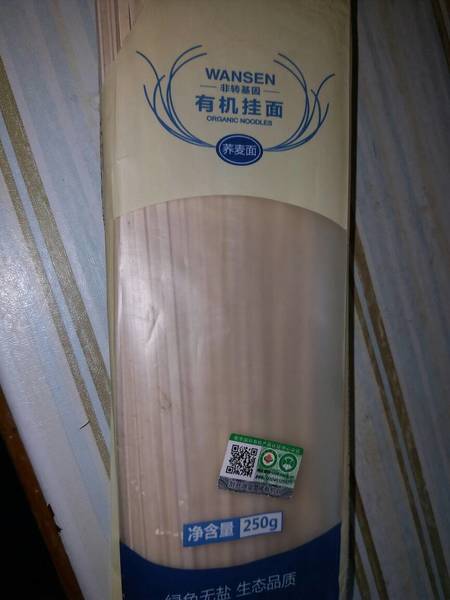 WANSEN
非转基因
有机挂面
ORGANIC NOODLES
荞麦面
净含量 250g
绿色无盐 生态品质